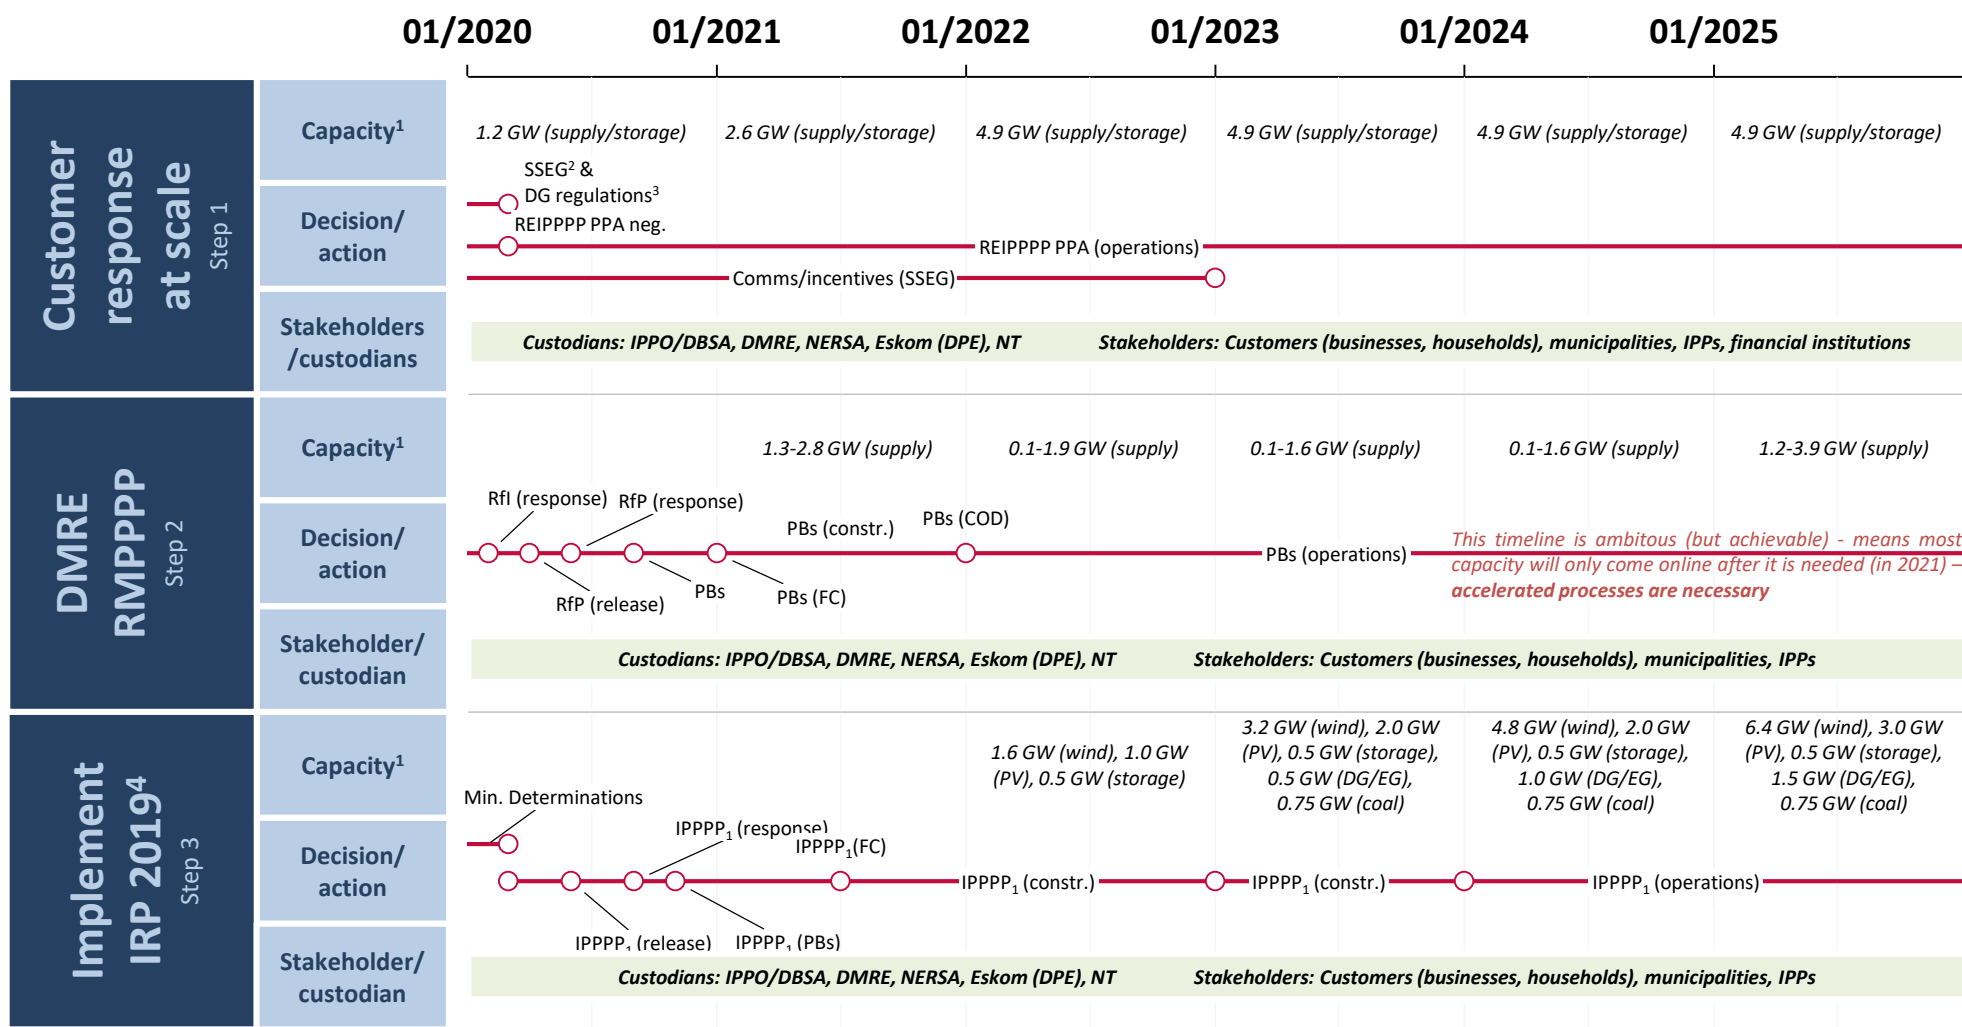 01/2020 01/2021 01/2022 01/2023 01/2024 01/2025
Customer
response
at scale
Step 1
Capacity1
1.2 GW (supply/storage) 2.6 GW (supply/storage) 4.9 GW (supply/storage) 4.9 GW (supply/storage) 4.9 GW (supply/storage) 4.9 GW (supply/storage)
Decision/
action
SSEG2 &
DG regulations3
REIPPPP PPA neg.
REIPPPP PPA (operations)
Comms/incentives (SSEG)
Stakeholders
/custodians
Custodians: IPPO/DBSA, DMRE, NERSA, Eskom (DPE), NT Stakeholders: Customers (businesses, households), municipalities, IPPs, financial institutions
DMRE
RMPPPP
Step 2
Capacity1
1.3-2.8 GW (supply) 0.1-1.9 GW (supply) 0.1-1.6 GW (supply) 0.1-1.6 GW (supply) 1.2-3.9 GW (supply)
Decision/
action
RfI (response) RfP (response)
PBs (constr.) PBs (COD)
PBs (operations)
RfP (release) PBs PBs (FC)
This timeline is ambitous (but achievable) - means most
capacity will only come online after it is needed (in 2021) –
accelerated processes are necessary
Stakeholder/
custodian
Custodians: IPPO/DBSA, DMRE, NERSA, Eskom (DPE), NT Stakeholders: Customers (businesses, households), municipalities, IPPs
Implement
IRP 20194
Step 3
Capacity1
1.6 GW (wind), 1.0 GW
(PV), 0.5 GW (storage)
3.2 GW (wind), 2.0 GW
(PV), 0.5 GW (storage),
0.5 GW (DG/EG),
0.75 GW (coal)
4.8 GW (wind), 2.0 GW
(PV), 0.5 GW (storage),
1.0 GW (DG/EG),
0.75 GW (coal)
6.4 GW (wind), 3.0 GW
(PV), 0.5 GW (storage),
1.5 GW (DG/EG),
0.75 GW (coal)
Decision/
action
Min. Determinations
IPPPP1 (response)
IPPPP1(FC)
IPPPP1 (constr.) IPPPP1 (constr.) IPPPP1 (operations)
IPPPP1 (release) IPPPP1 (PBs)
Stakeholder/
custodian
Custodians: IPPO/DBSA, DMRE, NERSA, Eskom (DPE), NT Stakeholders: Customers (businesses, households), municipalities, IPPs